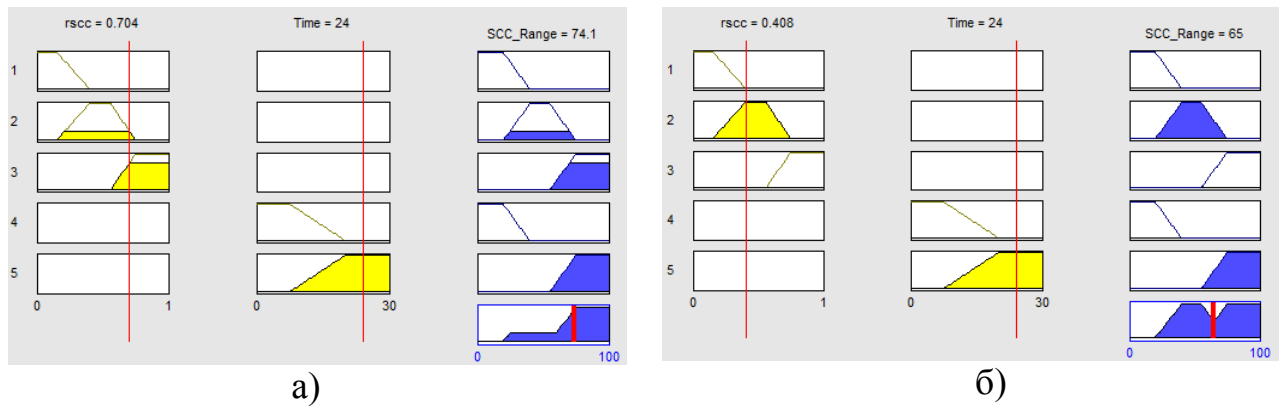 rscc = 0.704 Time = 24 SCC_Range = 74.1
1
2
3
4
5
0 1 0 30
0 100
а)
rscc = 0.408 Time = 24 SCC_Range = 65
1
2
3
4
5
0 1 0 30
0 100
б)